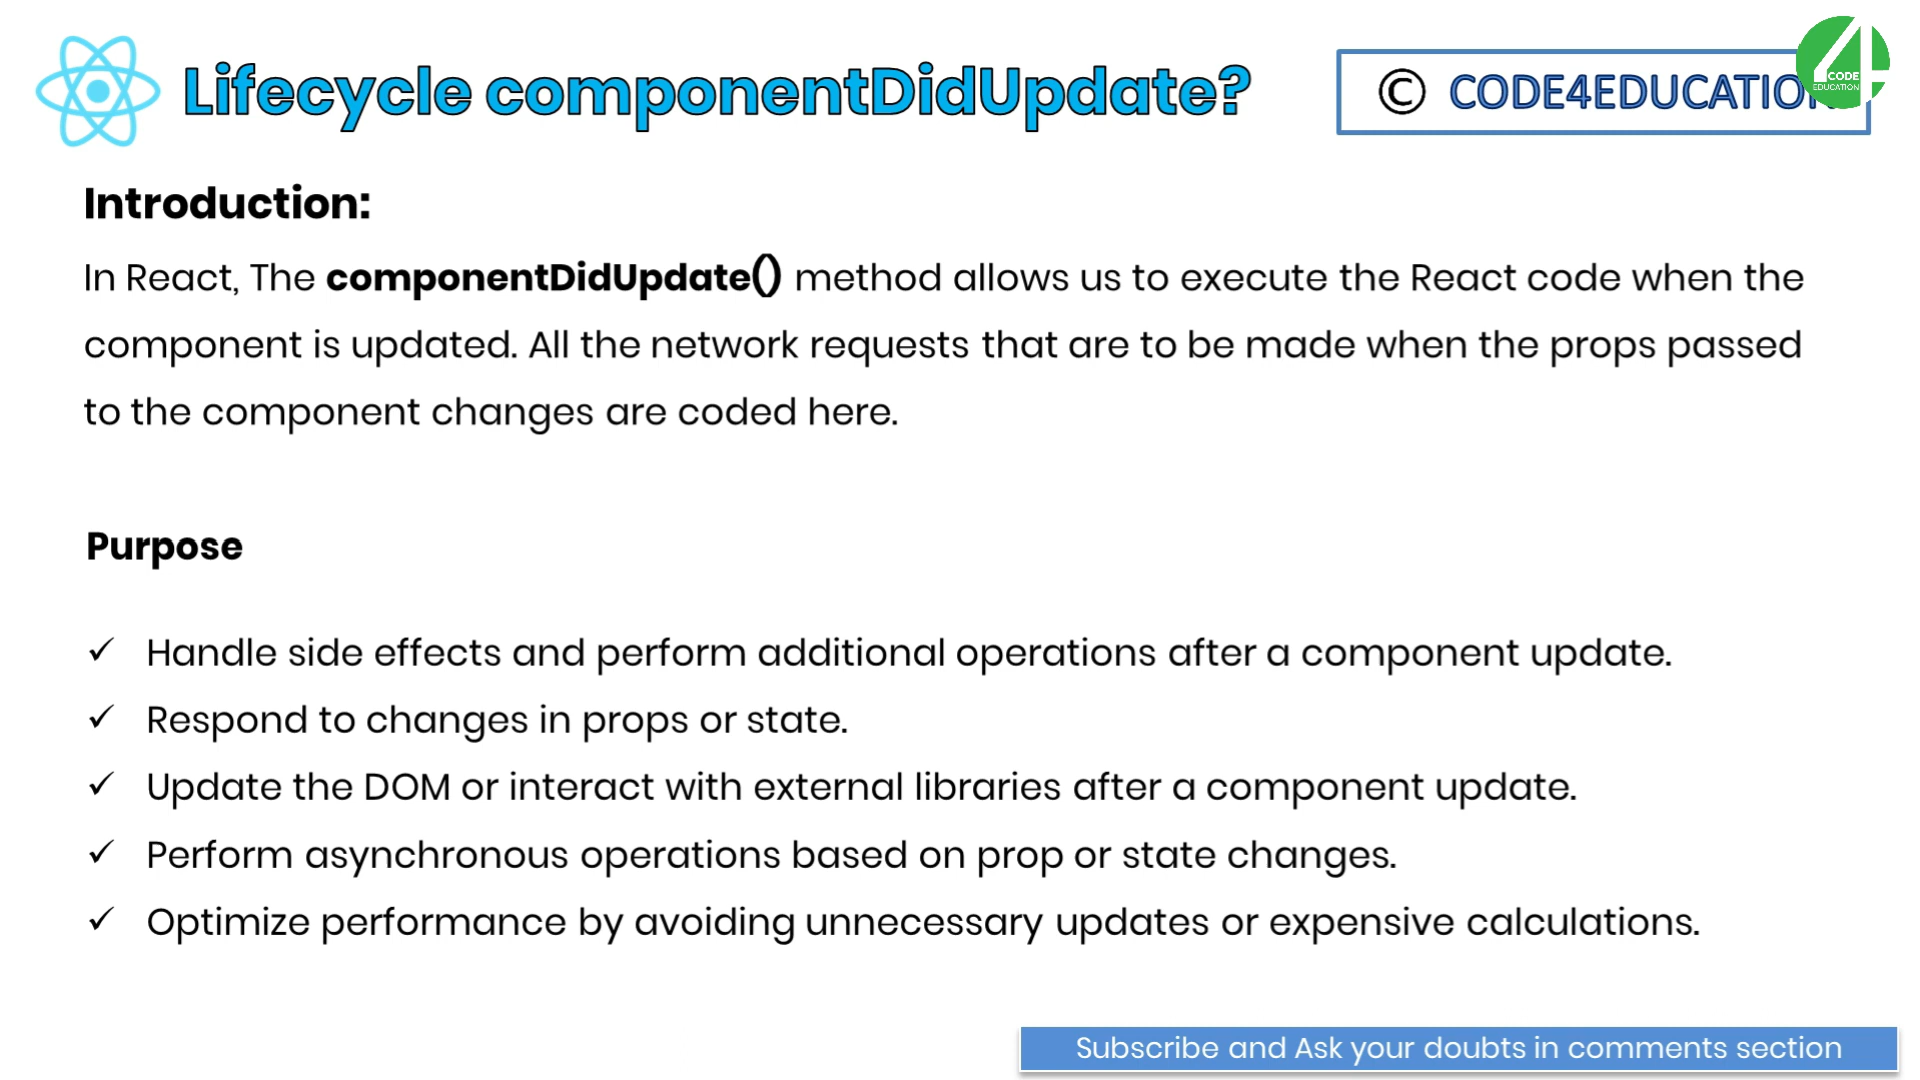 Lifecycle componentDidUpdate?
© CODE4EDUCATION
CODE
EDUCATION
Introduction:
In React, The componentDidUpdate() method allows us to execute the React code when the
component is updated. All the network requests that are to be made when the props passed
to the component changes are coded here.
Purpose
✓ Handle side effects and perform additional operations after a component update.
✓ Respond to changes in props or state.
✓ Update the DOM or interact with external libraries after a component update.
✓ Perform asynchronous operations based on prop or state changes.
✓ Optimize performance by avoiding unnecessary updates or expensive calculations.
Subscribe and Ask your doubts in comments section